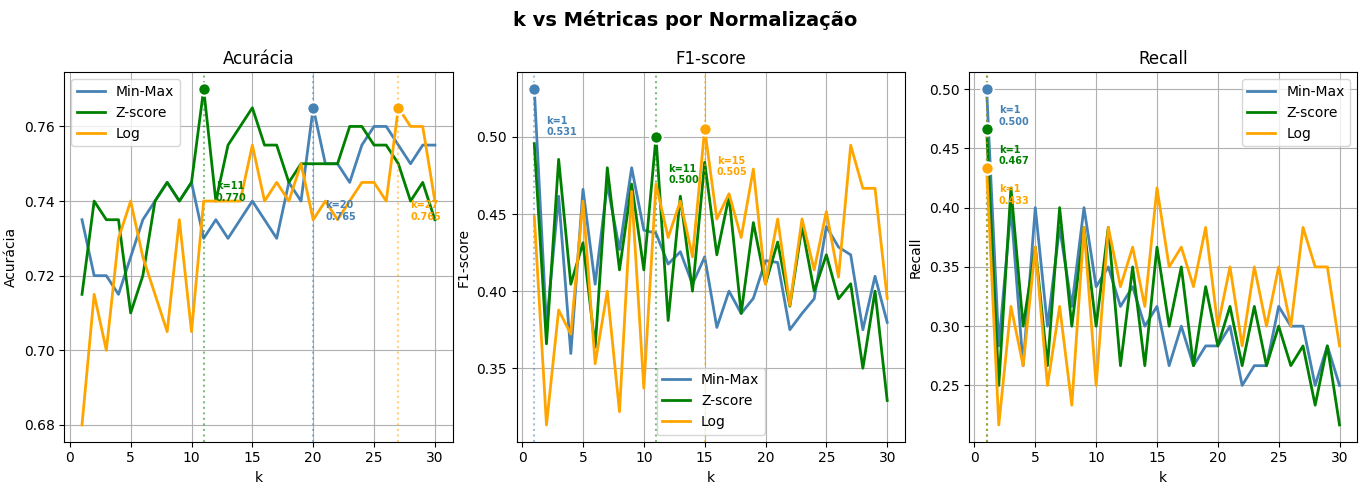 k vs Métricas por Normalização
Acurácia
Acurácia
0.76
0.74
0.72
0.70
0.68
Min-Max
Z-score
Log
k=11
0.770
k=20
0.765
k=27
0.765
0 5 10 15 20 25 30
k
F1-score
F1-score
0.50
0.45
0.40
0.35
k=1
0.531
k=11
0.500
k=15
0.505
Min-Max
Z-score
Log
0 5 10 15 20 25 30
k
Recall
Recall
0.50
0.45
0.40
0.35
0.30
0.25
Min-Max
Z-score
Log
k=1
0.500
k=1
0.467
k=1
0.433
0 5 10 15 20 25 30
k